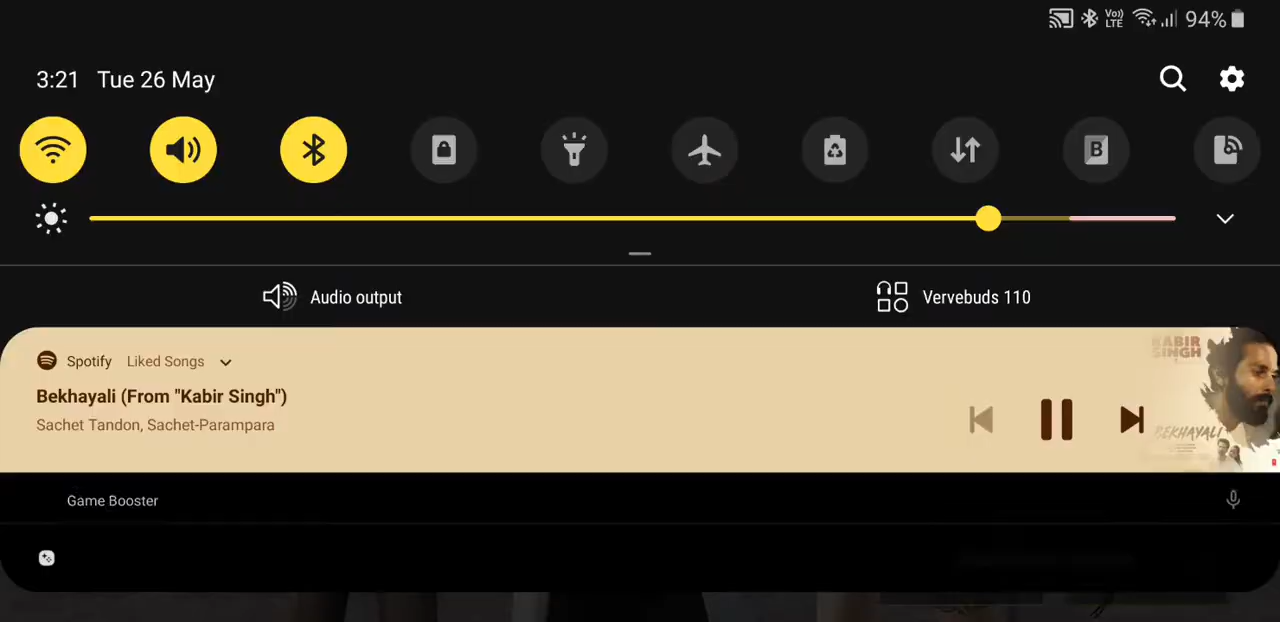 Vo)) LTE 94%
3:21 Tue 26 May
B
Audio output Vervebuds 110
Spotify Liked Songs
Bekhayali (From "Kabir Singh")
Sachet Tandon, Sachet-Parampara
KABIR
SINGH
BEKHAYALI
Game Booster